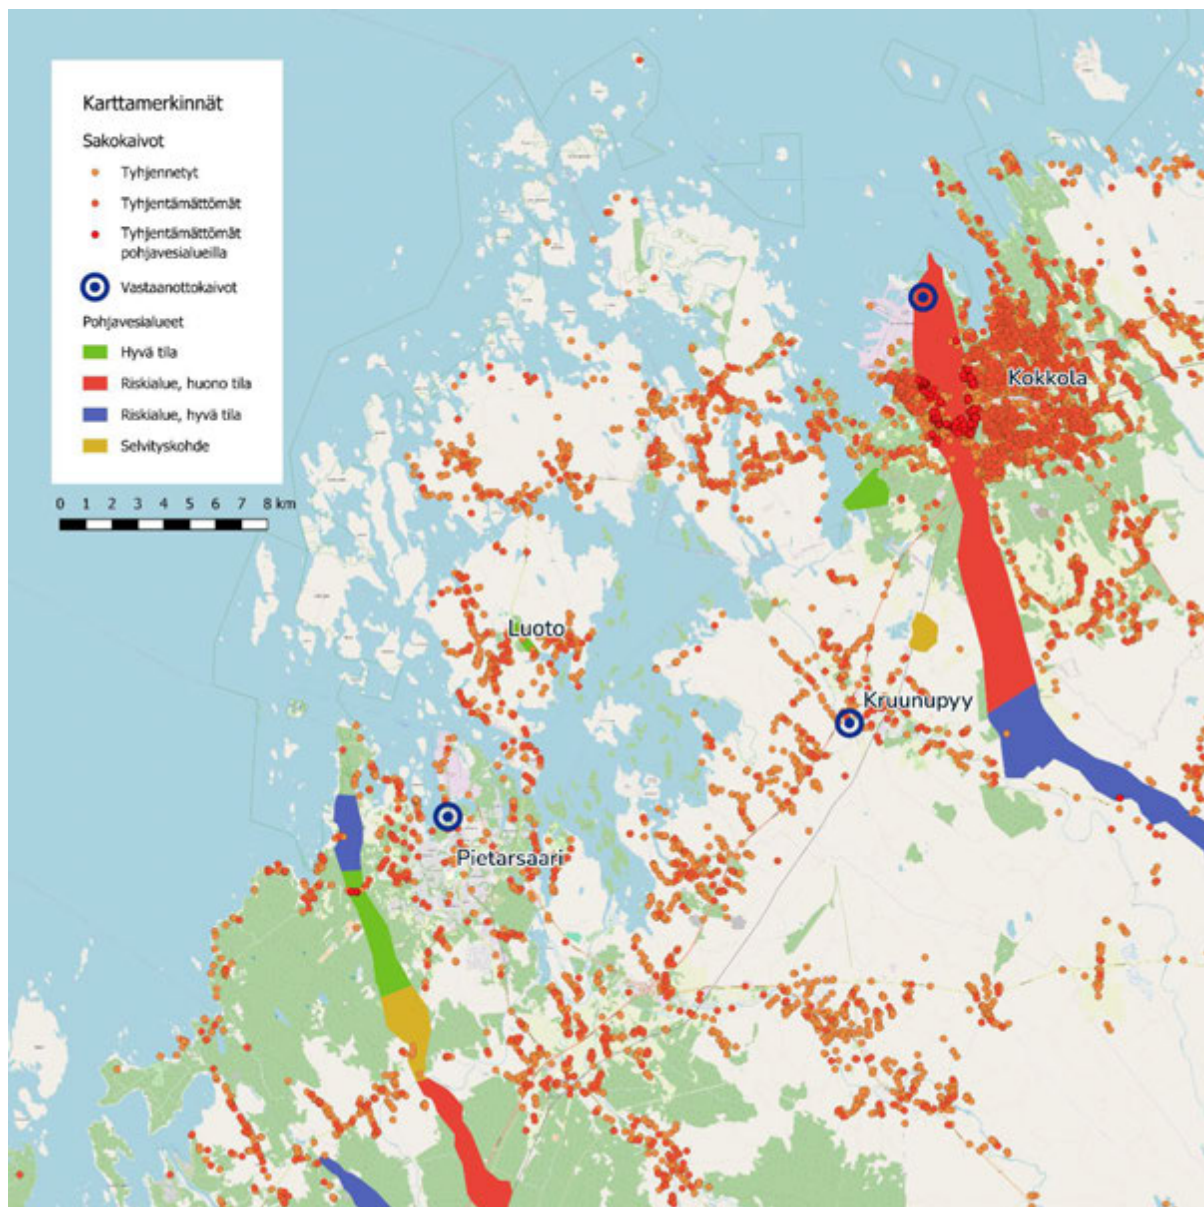 Karttamerkinnät
Sakokaivot
Tyhjennetyt
Tyhjentämättömät
Tyhjentämättömät
pohjavesialueilla
Vastaanottokaivot
Pohjavesialueet
Hyvä tila
Riskialue, huono tila
Riskialue, hyvä tila
Selvityskohde
0 1 2 3 4 5 6 7 8 km
Kokkola
Luoto
Kruunupyy
Pietarsaari